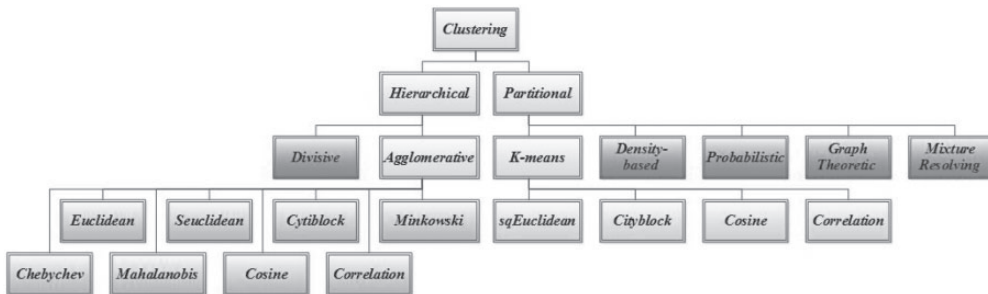 Clustering
Hierarchical
Partitional
Divisive
Agglomerative
K-means
Density-
based
Probabilistic
Graph
Theoretic
Mixture
Resolving
Euclidean
Seuclidean
Cytiblock
Minkowski
sqEuclidean
Cityblock
Cosine
Correlation
Chebychev
Mahalanobis
Cosine
Correlation